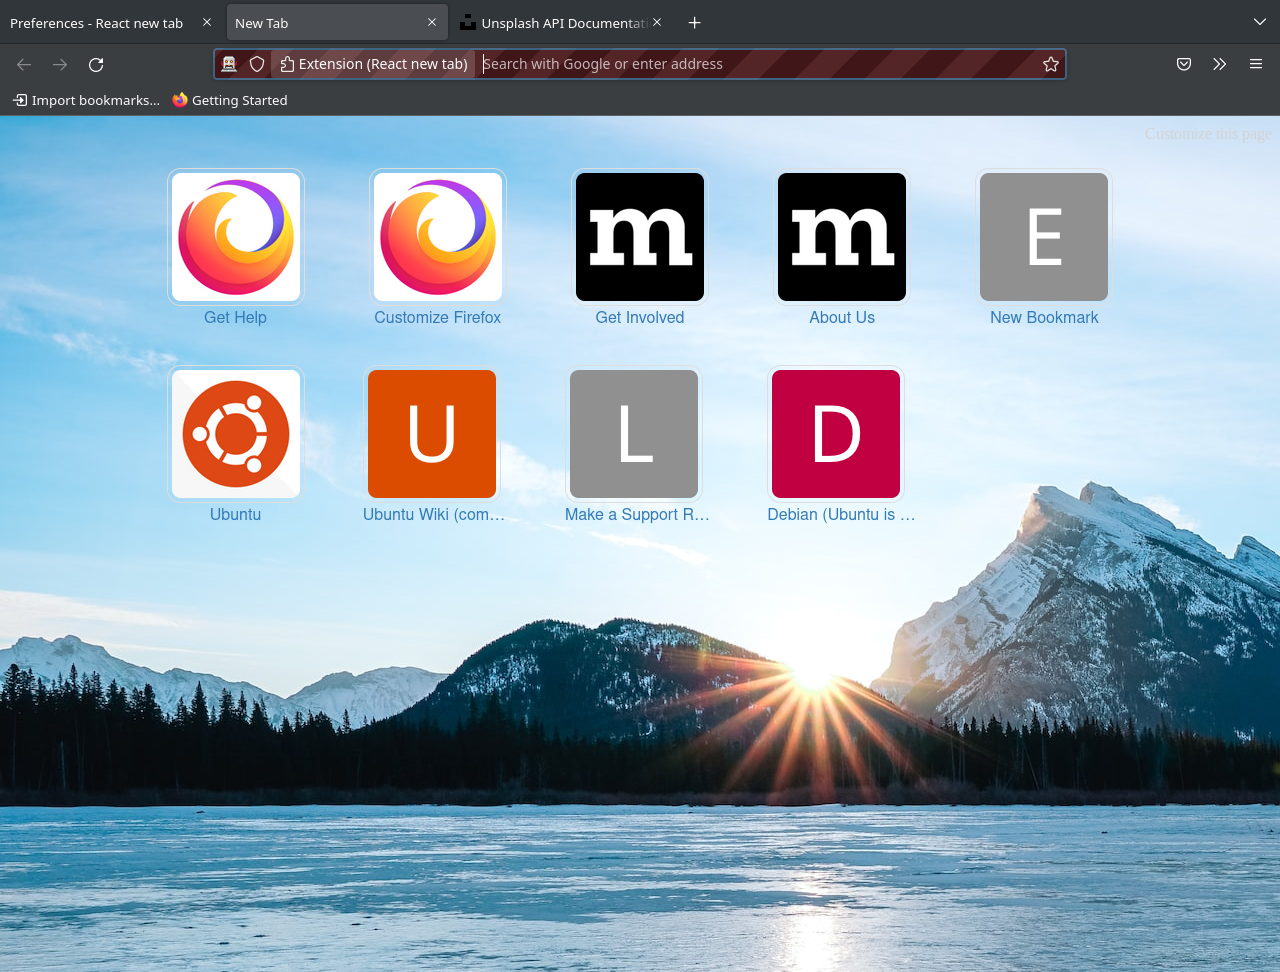 Preferences - React new tab
New Tab
Unsplash API Documentati
Extension (React new tab)
Search with Google or enter address
Import bookmarks...
Getting Started
Customize this page
m
m
E
Get Help
Customize Firefox
Get Involved
About Us
New Bookmark
U
L
D
Ubuntu
Ubuntu Wiki (com...
Make a Support R...
Debian (Ubuntu is ...